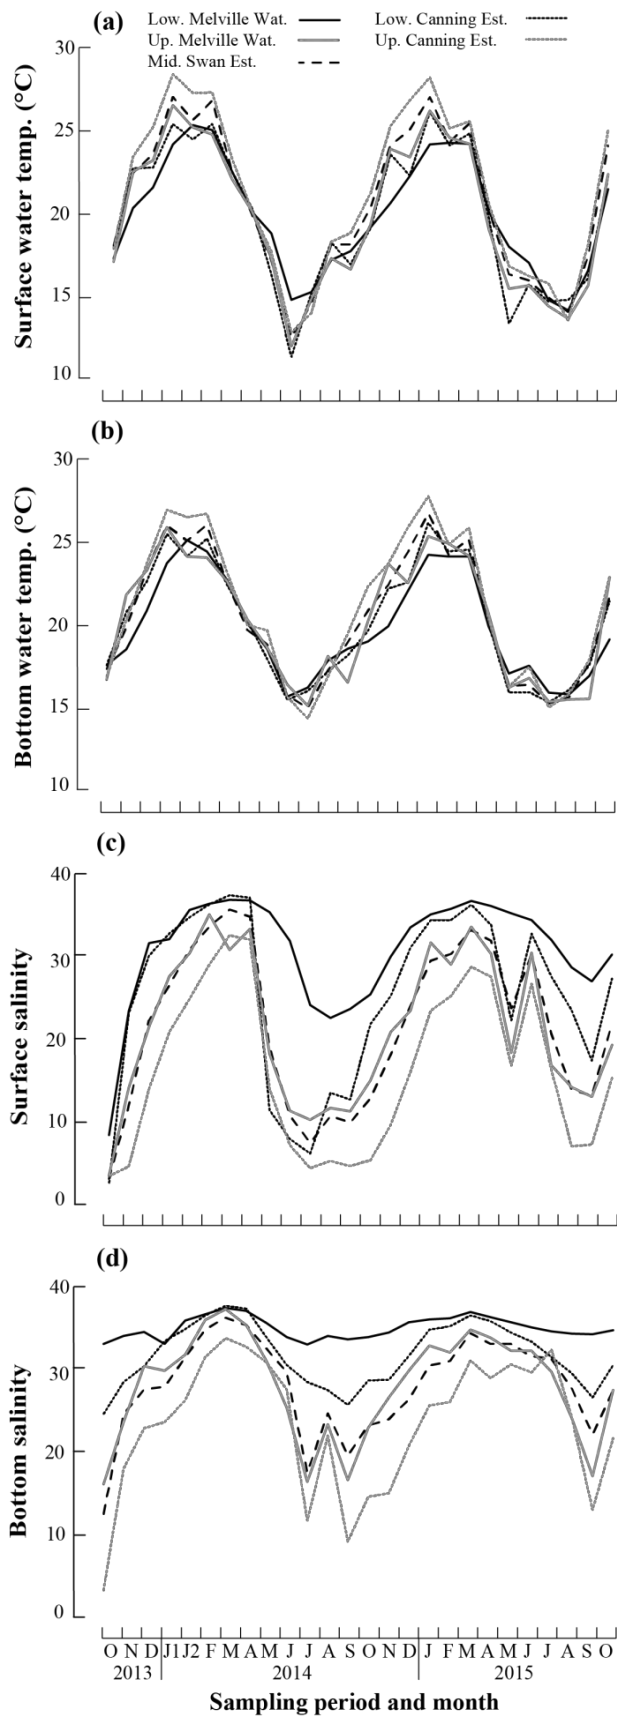 (a)
Low. Melville Wat. Low. Canning Est.
Up. Melville Wat. Up. Canning Est.
Mid. Swan Est.
Surface water temp. (°C)
30
25
20
15
10
(b)
Bottom water temp. (°C)
30
25
20
15
10
(c)
Surface salinity
40
30
20
10
0
(d)
Bottom salinity
40
30
20
10
0
O N D J1 J2 F M A M J J A S O N D J F M A M J J A S O
2013 2014 2015
Sampling period and month